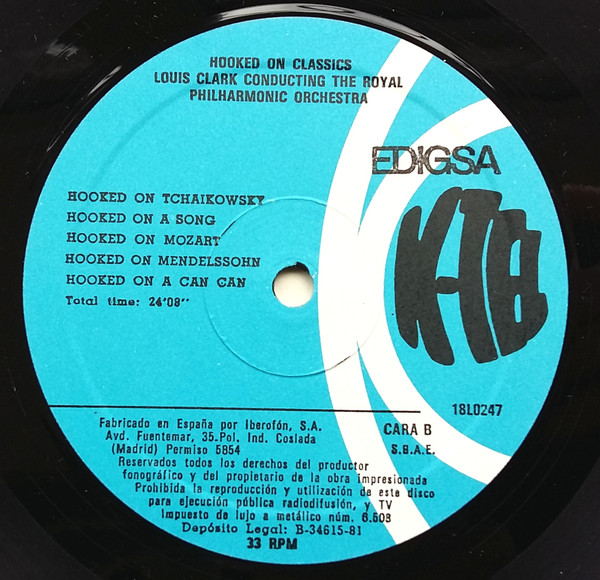 HOOKED ON CLASSICS
LOUIS CLARK CONDUCTING THE ROYAL
PHILHARMONIC ORCHESTRA
EDIGSA
KTB
HOOKED ON TCHAIKOWSKY
HOOKED ON A SONG
HOOKED ON MOZART
HOOKED ON MENDELSSOHN
HOOKED ON A CAN CAN
Total time: 24'08"
18L0247
CARA B
S.G.A.E.
Fabricado en España por Iberofón, S.A.
Avd. Fuentemar, 35.Pol. Ind. Coslada
(Madrid) Permiso 5854
Reservados todos los derechos del productor
fonográfico y del propietario de la obra impresionada
Prohibida la reproducción y utilización de este disco
para ejecución pública radiodifusión, y TV
Impuesto de lujo a metálico núm. 6.503
Depósito Legal: B-34615-81
33 RPM